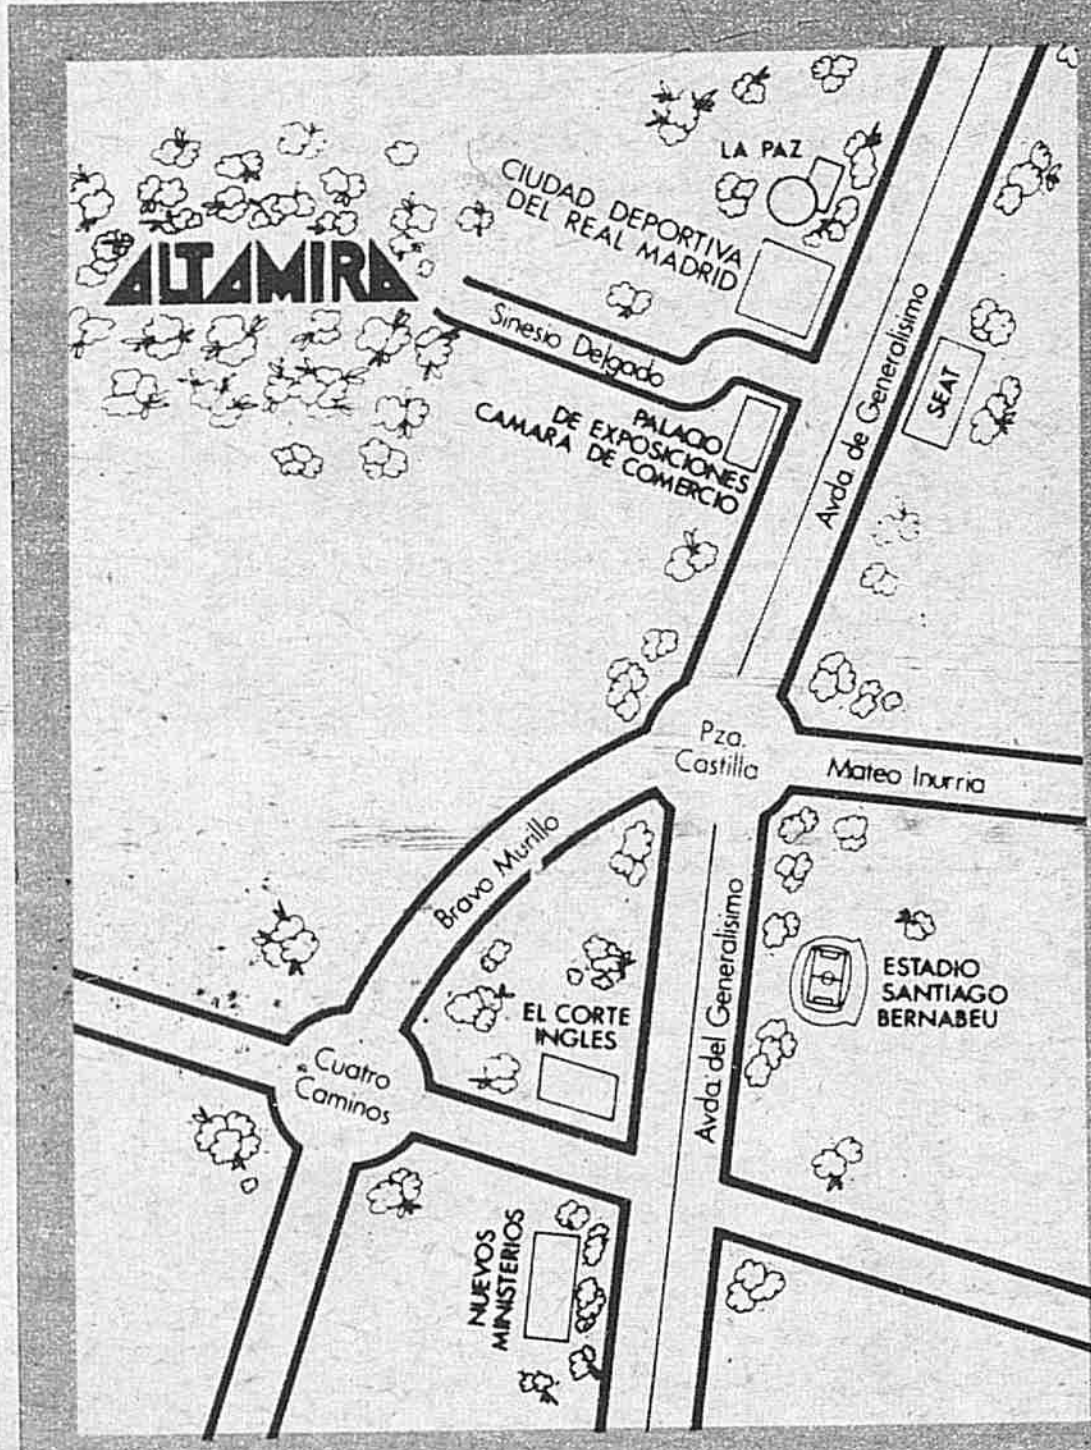 LA PAZ
CIUDAD DEPORTIVA
DEL REAL MADRID
ALTAMIRA
Sinesio Delgado
Avda. de Generalisimo
SEAT
PALACIO
DE EXPOSICIONES
CAMARA DE COMERCIO
Pza.
Castilla
Mateo Inurria
Bravo Murillo
Avda. del Generalisimo
ESTADIO
SANTIAGO
BERNABEU
EL CORTE
INGLES
Cuatro
Caminos
NUEVOS
MINISTERIOS